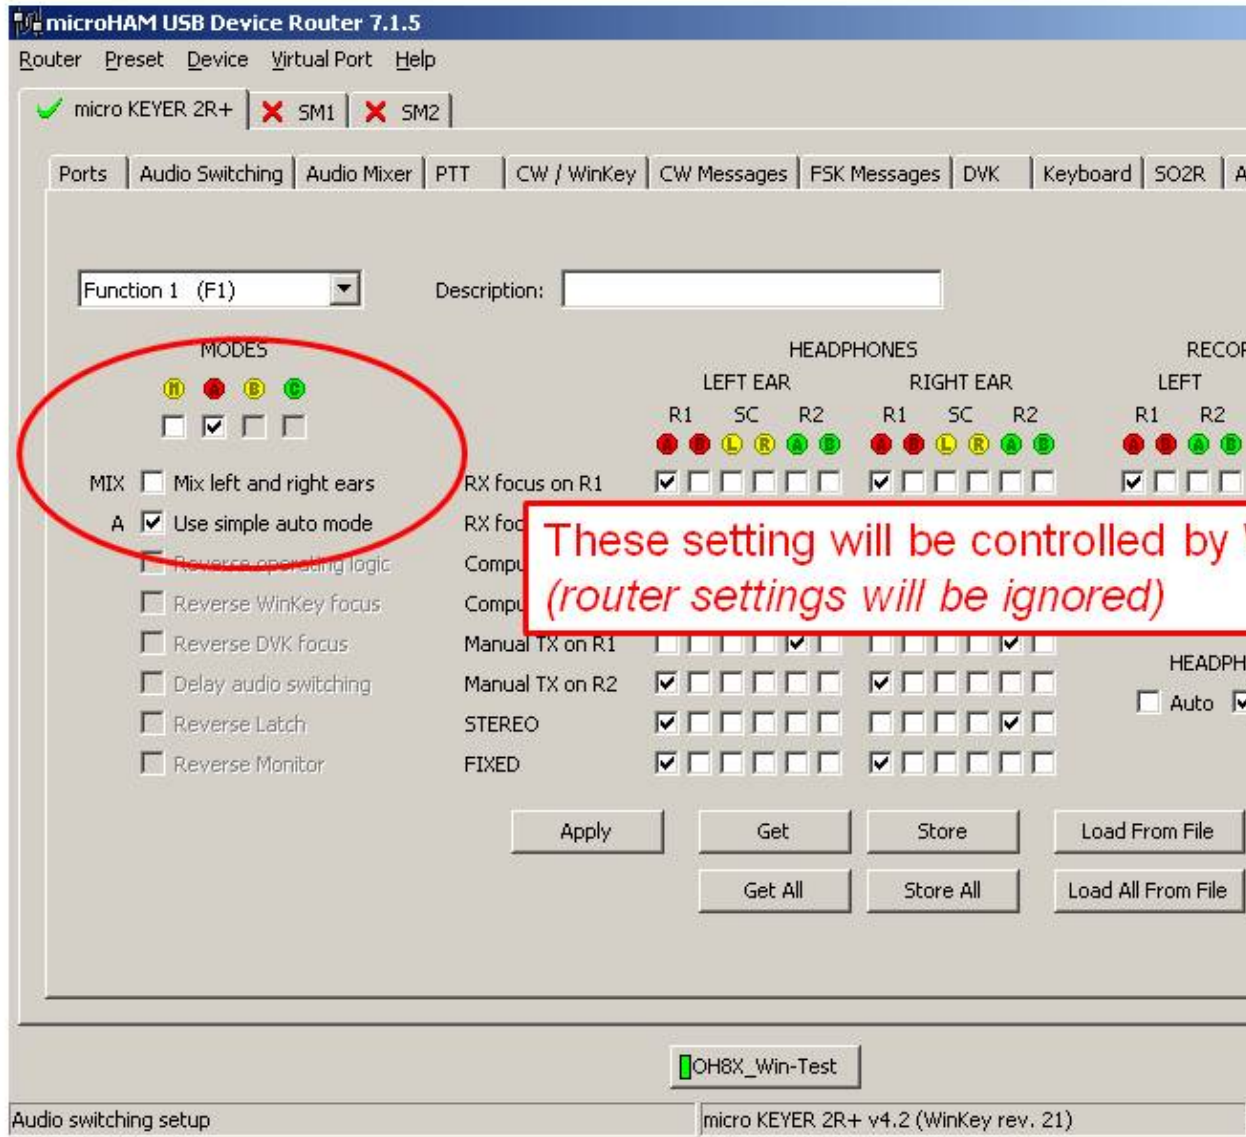 microHAM USB Device Router 7.1.5
Router Preset Device Virtual Port Help
micro KEYER 2R+ SM1 SM2
Ports Audio Switching Audio Mixer PTT CW / WinKey CW Messages FSK Messages DVK Keyboard SO2R A
Function 1 (F1) Description:
MODES HEADPHONES RECOR
LEFT EAR RIGHT EAR LEFT
M A B C
R1 SC R2 R1 SC R2 R1 R2
A B L R A B A B L R A B A B A B
MIX Mix left and right ears RX focus on R1
A Use simple auto mode RX foc
These setting will be controlled by
(router settings will be ignored)
Reverse operating logic Compu
Reverse WinKey focus Compu
Reverse DVK focus Manual TX on R1
HEADPH
Delay audio switching Manual TX on R2
Auto
Reverse Latch STEREO
Reverse Monitor FIXED
Apply Get Store Load From File
Get All Store All Load All From File
OH8X_Win-Test
Audio switching setup micro KEYER 2R+ v4.2 (WinKey rev. 21)